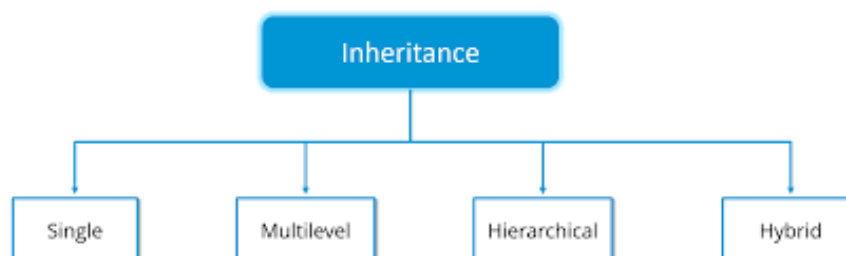 Inheritance
Single
Multilevel
Hierarchical
Hybrid